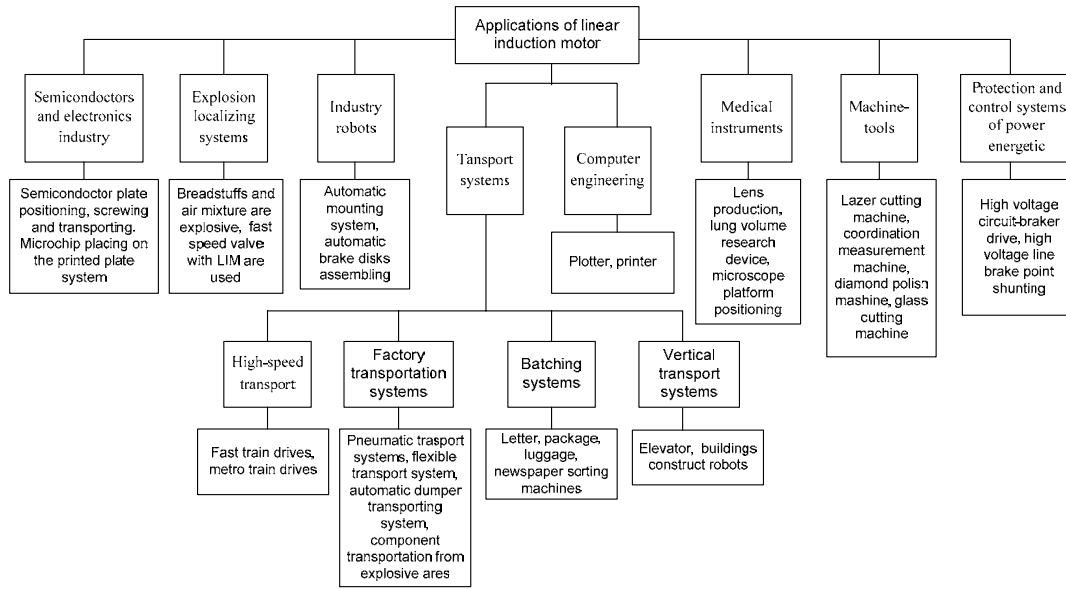 Applications of linear
induction motor
Semiconductors
and electronics
industry
Explosion
localizing
systems
Industry
robots
Tansport
systems
Computer
engineering
Medical
instruments
Machine-
tools
Protection and
control systems
of power
energetic
Semiconductor plate
positioning, screwing
and transporting.
Microchip placing on
the printed plate
system
Breadstuffs and
air mixture are
explosive, fast
speed valve
with LIM are
used
Automatic
mounting
system,
automatic
brake disks
assembling
Plotter, printer
Lens
production,
lung volume
research
device,
microscope
platform
positioning
Lazer cutting
machine,
coordination
measurement
machine,
diamond polish
mashine, glass
cutting
machine
High voltage
circuit-braker
drive, high
voltage line
brake point
shunting
High-speed
transport
Factory
transportation
systems
Batching
systems
Vertical
transport
systems
Fast train drives,
metro train drives
Pneumatic trasport
systems, flexible
transport system,
automatic dumper
transporting
system,
component
transportation from
explosive ares
Letter, package,
luggage,
newspaper sorting
machines
Elevator, buildings
construct robots